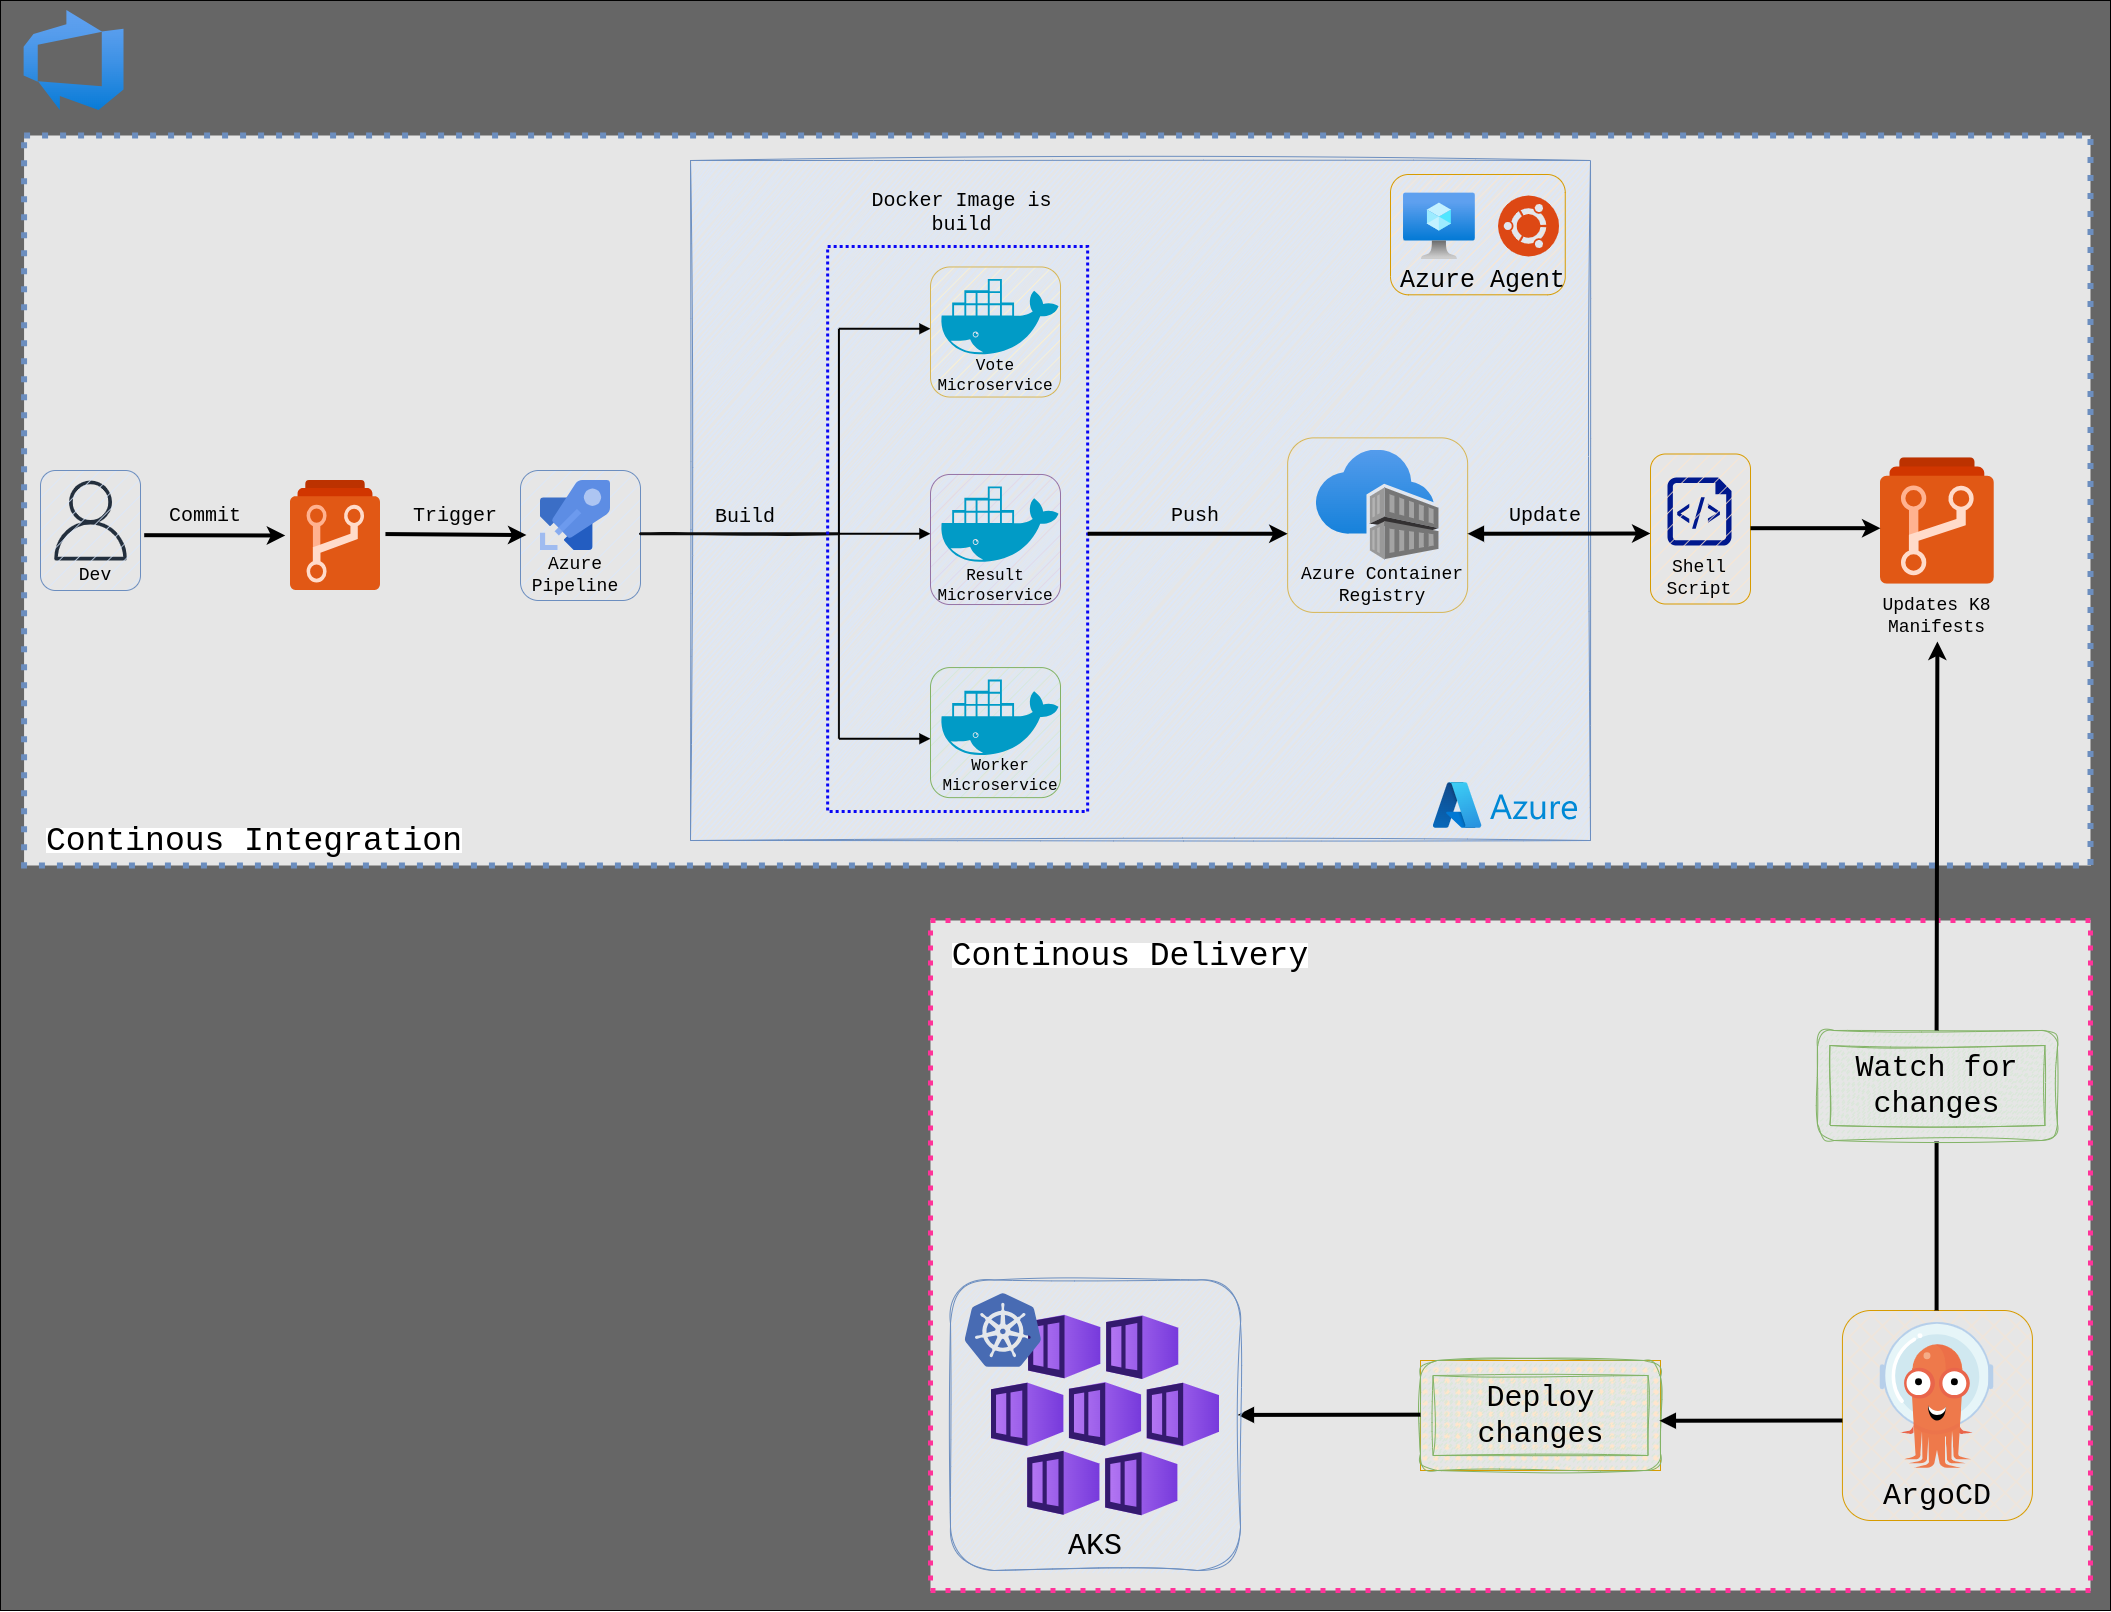 Docker Image is
build
Azure Agent
Vote
Microservice
Commit
Trigger
Build
Push
Update
Dev
Azure
Pipeline
Result
Microservice
Azure Container
Registry
Shell
Script
Updates K8
Manifests
Worker
Microservice
Azure
Continous Integration
Continous Delivery
Watch for
changes
Deploy
changes
ArgoCD
AKS